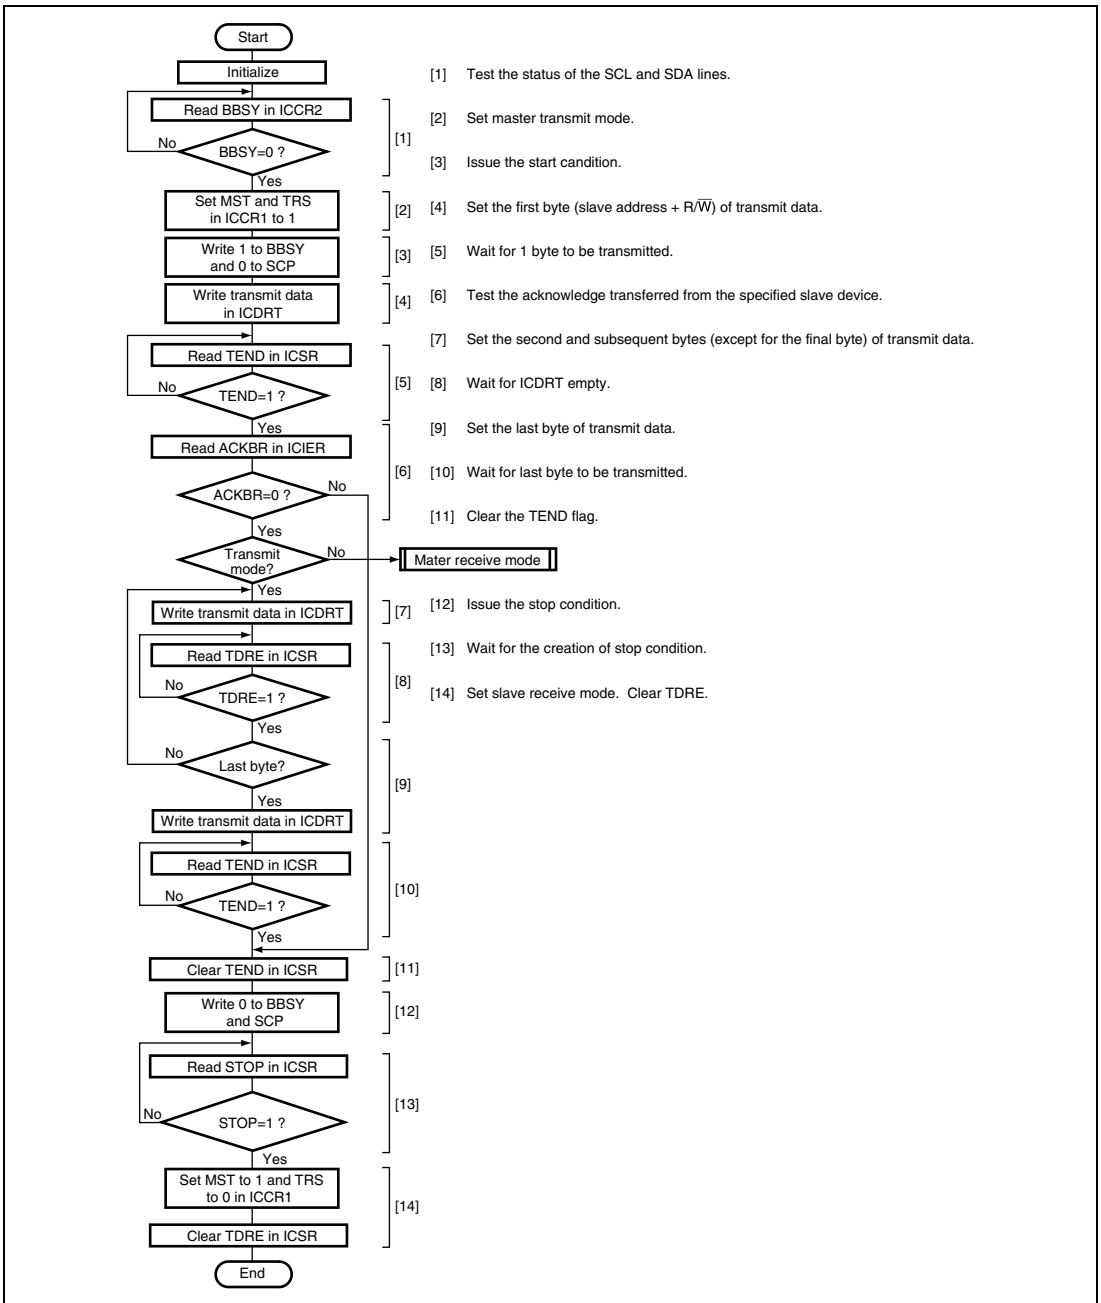 Start
Initialize
Read BBSY in ICCR2
No
BBSY=0 ?
[1]
Yes
Set MST and TRS
in ICCR1 to 1
[2]
Write 1 to BBSY
and 0 to SCP
[3]
Write transmit data
in ICDRT
[4]
Read TEND in ICSR
No
TEND=1 ?
[5]
Yes
Read ACKBR in ICIER
[6]
ACKBR=0 ?
No
Yes
Transmit
mode?
No
Mater receive mode
Yes
Write transmit data in ICDRT
[7]
Read TDRE in ICSR
No
TDRE=1 ?
[8]
Yes
No
Last byte?
[9]
Yes
Write transmit data in ICDRT
Read TEND in ICSR
No
TEND=1 ?
[10]
Yes
Clear TEND in ICSR
[11]
Write 0 to BBSY
and SCP
[12]
Read STOP in ICSR
No
STOP=1 ?
[13]
Yes
Set MST to 1 and TRS
to 0 in ICCR1
[14]
Clear TDRE in ICSR
End
[1] Test the status of the SCL and SDA lines.
[2] Set master transmit mode.
[3] Issue the start candition.
[4] Set the first byte (slave address + R/W̅) of transmit data.
[5] Wait for 1 byte to be transmitted.
[6] Test the acknowledge transferred from the specified slave device.
[7] Set the second and subsequent bytes (except for the final byte) of transmit data.
[8] Wait for ICDRT empty.
[9] Set the last byte of transmit data.
[10] Wait for last byte to be transmitted.
[11] Clear the TEND flag.
[12] Issue the stop condition.
[13] Wait for the creation of stop condition.
[14] Set slave receive mode. Clear TDRE.